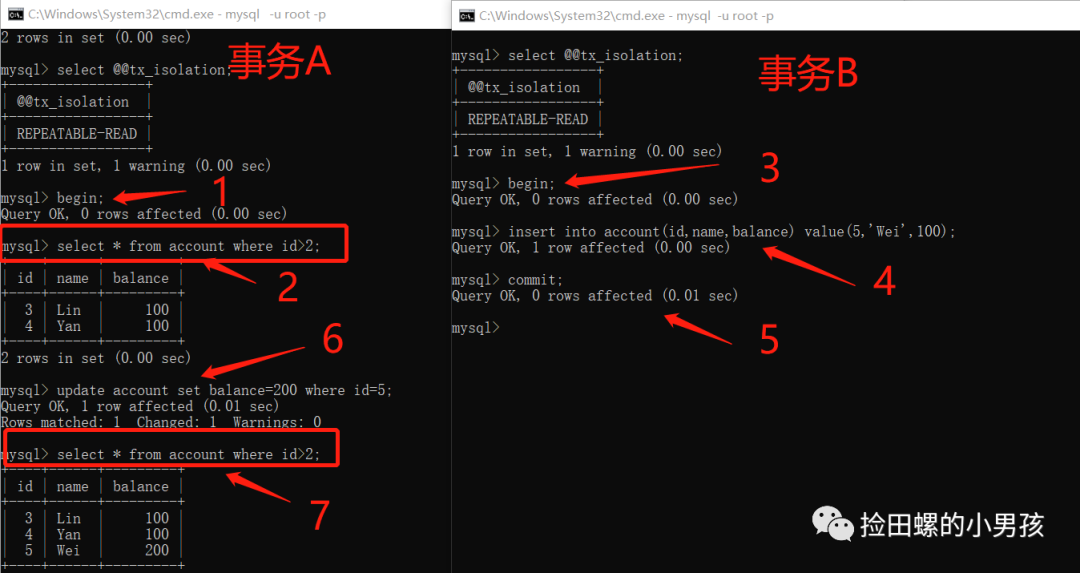 C:\Windows\System32\cmd.exe - mysql  -u root -p
2 rows in set (0.00 sec)
事务A
mysql> select @@tx_isolation;
+-----------------+
| @@tx_isolation  |
+-----------------+
| REPEATABLE-READ |
+-----------------+
1 row in set, 1 warning (0.00 sec)
1
mysql> begin;
Query OK, 0 rows affected (0.00 sec)
mysql> select * from account where id>2;
+----+------+---------+
| id | name | balance |
+----+------+---------+
|  3 | Lin  |     100 |
|  4 | Yan  |     100 |
+----+------+---------+
2
2 rows in set (0.00 sec)
6
mysql> update account set balance=200 where id=5;
Query OK, 1 row affected (0.01 sec)
Rows matched: 1  Changed: 1  Warnings: 0
mysql> select * from account where id>2;
+----+------+---------+
| id | name | balance |
+----+------+---------+
|  3 | Lin  |     100 |
|  4 | Yan  |     100 |
|  5 | Wei  |     200 |
+----+------+---------+
7
C:\Windows\System32\cmd.exe - mysql  -u root -p
事务B
mysql> select @@tx_isolation;
+-----------------+
| @@tx_isolation  |
+-----------------+
| REPEATABLE-READ |
+-----------------+
1 row in set, 1 warning (0.00 sec)
3
mysql> begin;
Query OK, 0 rows affected (0.00 sec)
mysql> insert into account(id,name,balance) value(5,'Wei',100);
Query OK, 1 row affected (0.00 sec)
4
mysql> commit;
Query OK, 0 rows affected (0.01 sec)
5
mysql>
捡田螺的小男孩